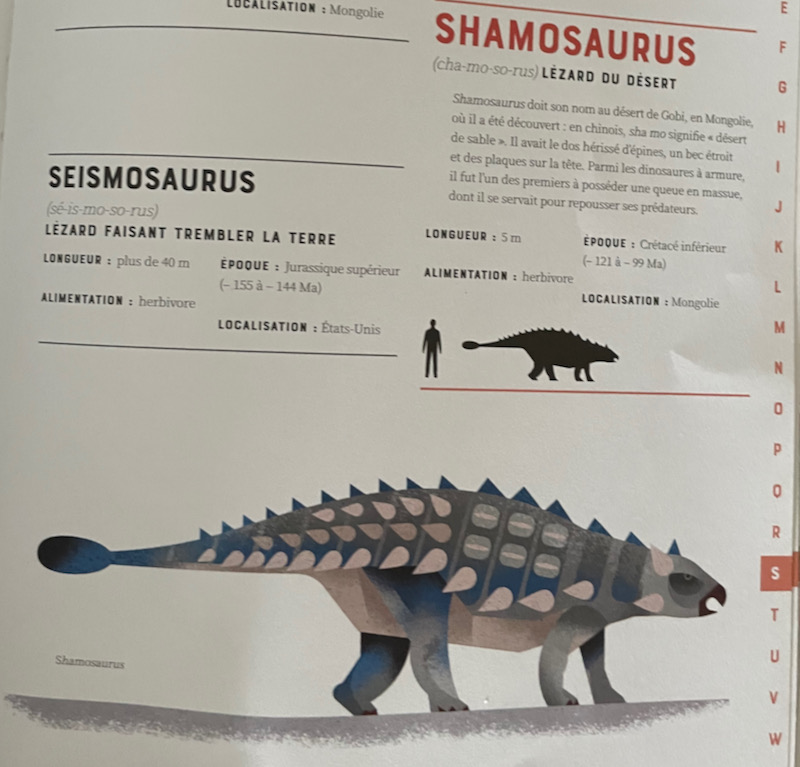 LOCALISATION : Mongolie
SEISMOSAURUS
(sé-is-mo-so-rus)
LÉZARD FAISANT TREMBLER LA TERRE
LONGUEUR : plus de 40 m
ALIMENTATION : herbivore
ÉPOQUE : Jurassique supérieur
(– 155 à – 144 Ma)
LOCALISATION : États-Unis
SHAMOSAURUS
(cha-mo-so-rus) LÉZARD DU DÉSERT
Shamosaurus doit son nom au désert de Gobi, en Mongolie,
où il a été découvert : en chinois, sha mo signifie « désert
de sable ». Il avait le dos hérissé d'épines, un bec étroit
et des plaques sur la tête. Parmi les dinosaures à armure,
il fut l'un des premiers à posséder une queue en massue,
dont il se servait pour repousser ses prédateurs.
LONGUEUR : 5 m
ALIMENTATION : herbivore
ÉPOQUE : Crétacé inférieur
(– 121 à – 99 Ma)
LOCALISATION : Mongolie
Shamosaurus
E
F
G
H
I
J
K
L
M
N
O
P
Q
R
S
T
U
V
W